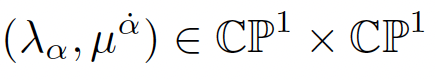 (λ_α, μ^α̇) ∈ ℂℙ¹ × ℂℙ¹